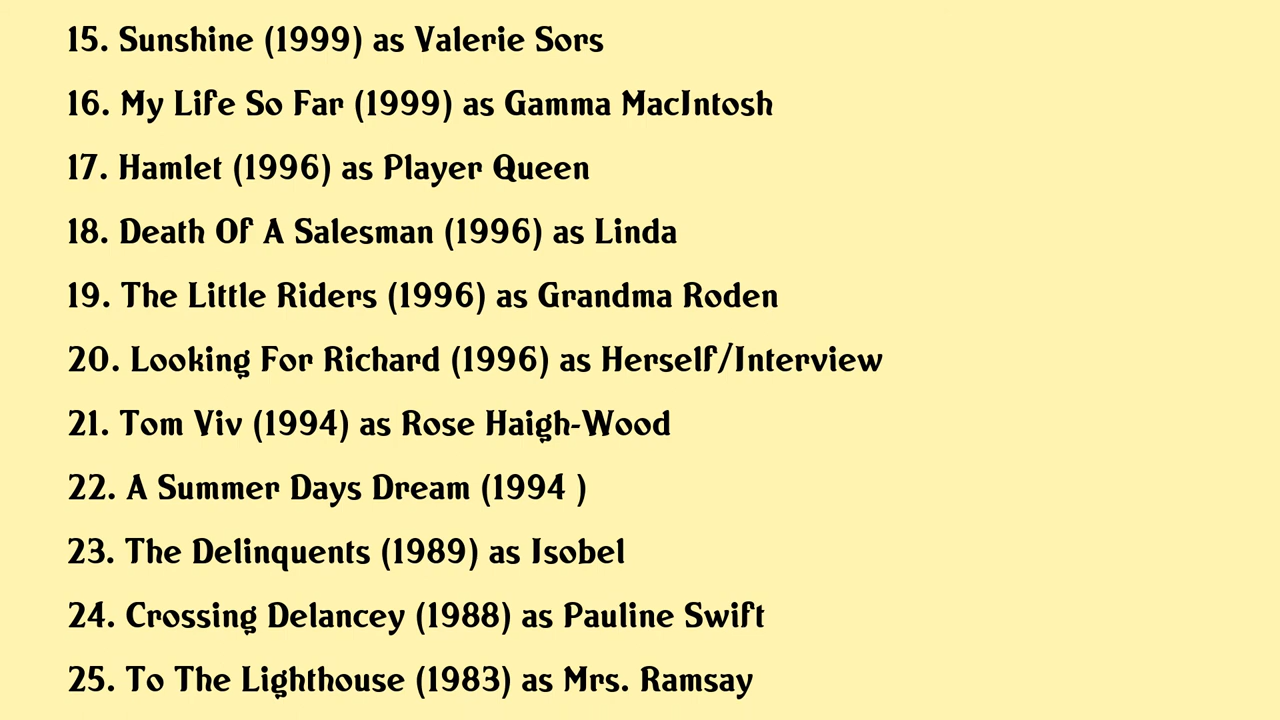 15. Sunshine (1999) as Valerie Sors
16. My Life So Far (1999) as Gamma MacIntosh
17. Hamlet (1996) as Player Queen
18. Death Of A Salesman (1996) as Linda
19. The Little Riders (1996) as Grandma Roden
20. Looking For Richard (1996) as Herself/Interview
21. Tom Viv (1994) as Rose Haigh-Wood
22. A Summer Days Dream (1994 )
23. The Delinquents (1989) as Isobel
24. Crossing Delancey (1988) as Pauline Swift
25. To The Lighthouse (1983) as Mrs. Ramsay